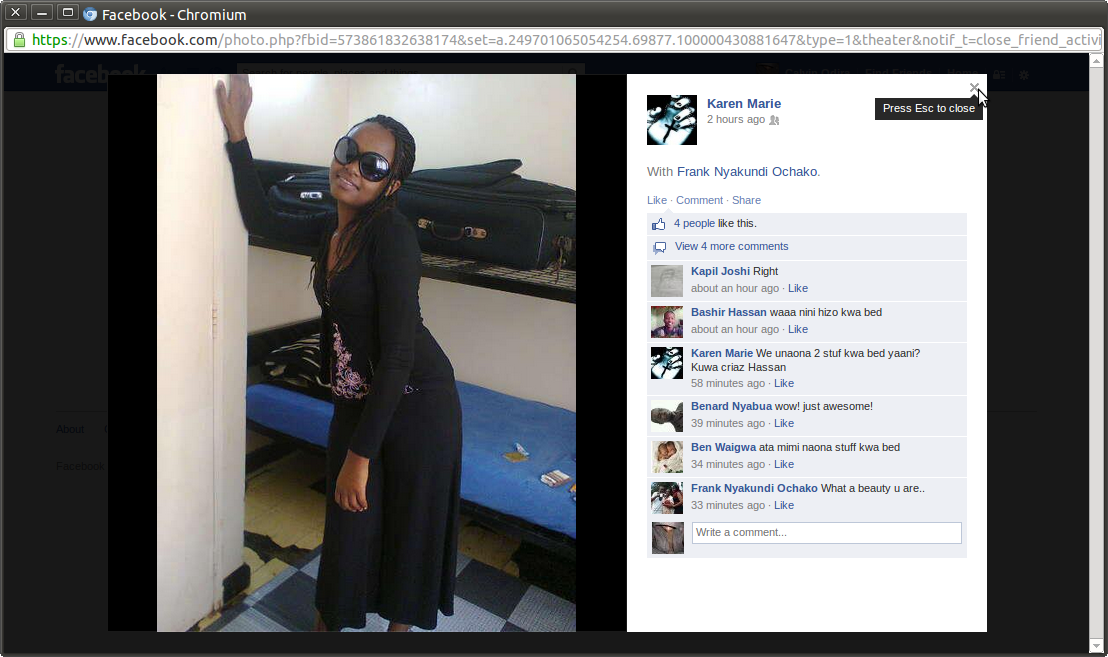 Facebook - Chromium
https://www.facebook.com/photo.php?fbid=573861832638174&set=a.249701065054254.69877.100000430881647&type=1&theater&notif_t=close_friend_activi
facebook
Karen Marie
2 hours ago
Press Esc to close
With Frank Nyakundi Ochako.
Like · Comment · Share
4 people like this.
View 4 more comments
Kapil Joshi Right
about an hour ago · Like
Bashir Hassan waaa nini hizo kwa bed
about an hour ago · Like
Karen Marie We unaona 2 stuf kwa bed yaani?
Kuwa criaz Hassan
58 minutes ago · Like
Benard Nyabua wow! just awesome!
39 minutes ago · Like
Ben Waigwa ata mimi naona stuff kwa bed
34 minutes ago · Like
Frank Nyakundi Ochako What a beauty u are..
33 minutes ago · Like
Write a comment...
About
Facebook